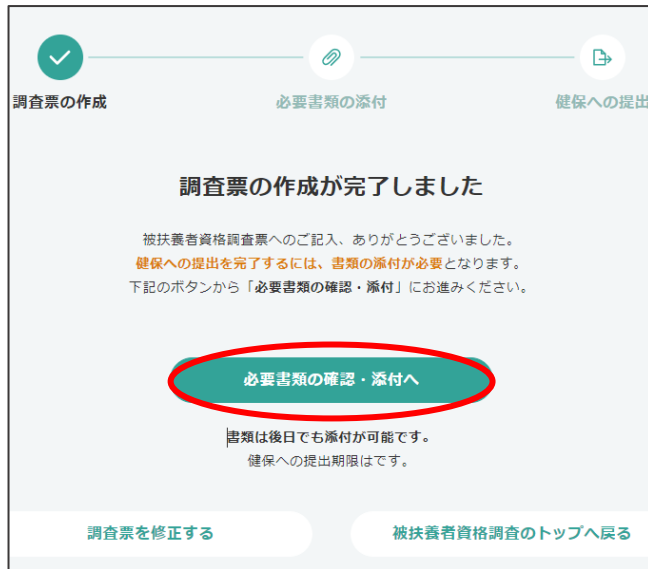 調査票の作成
必要書類の添付
健保への提出
調査票の作成が完了しました
被扶養者資格調査票へのご記入、ありがとうございました。
健保への提出を完了するには、書類の添付が必要となります。
下記のボタンから「必要書類の確認・添付」にお進みください。
必要書類の確認・添付へ
書類は後日でも添付が可能です。
健保への提出期限はです。
調査票を修正する
被扶養者資格調査のトップへ戻る